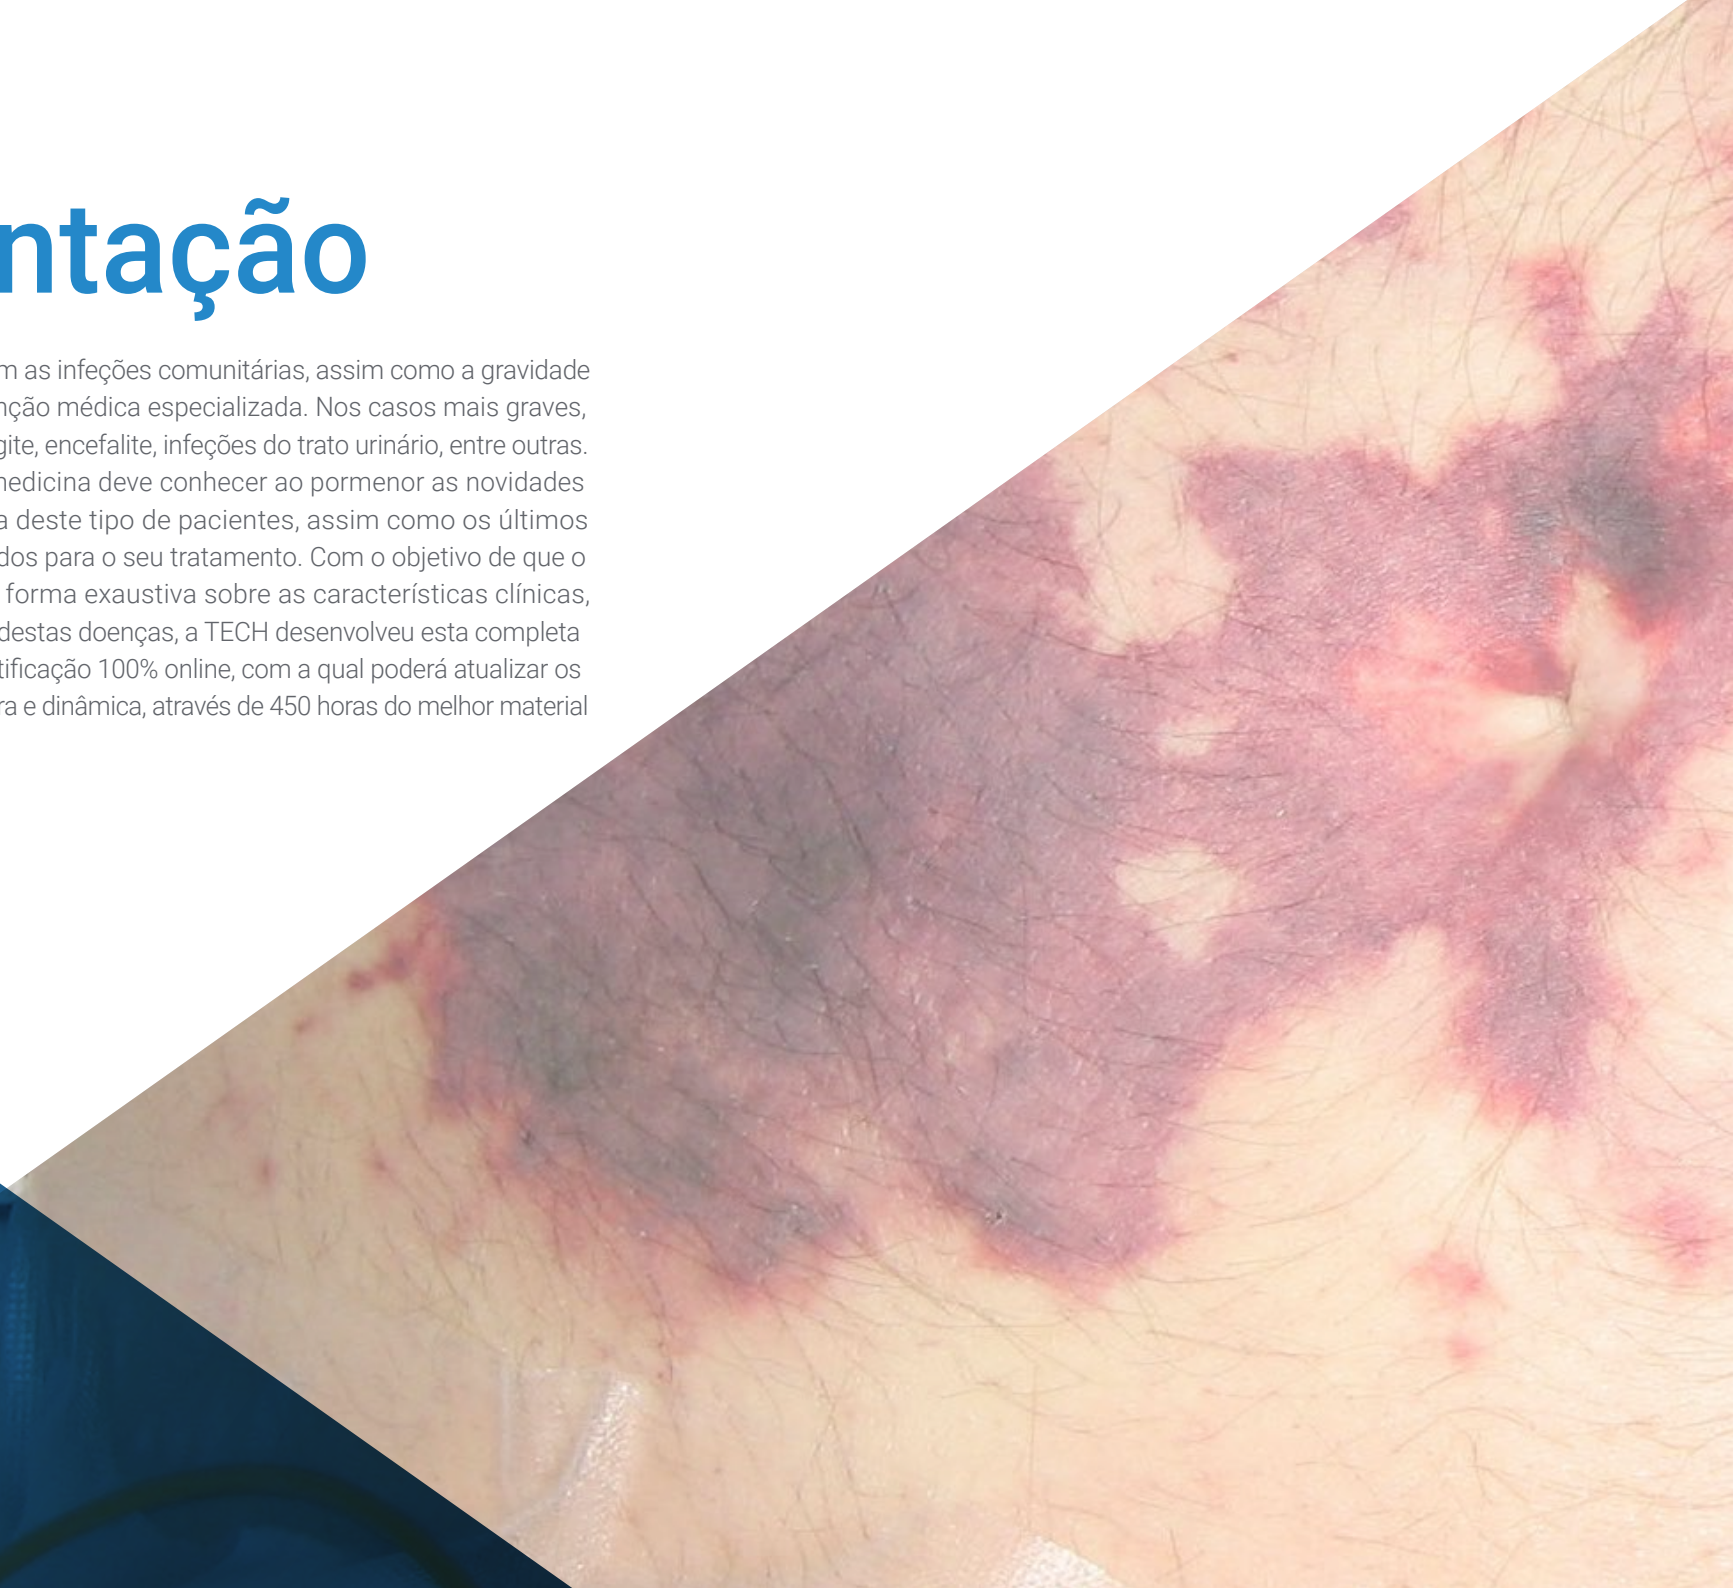 ntação
m as infeções comunitárias, assim como a gravidade
nção médica especializada. Nos casos mais graves,
gite, encefalite, infeções do trato urinário, entre outras.
nedicina deve conhecer ao pormenor as novidades
a deste tipo de pacientes, assim como os últimos
dos para o seu tratamento. Com o objetivo de que o
forma exaustiva sobre as características clínicas,
destas doenças, a TECH desenvolveu esta completa
tificação 100% online, com a qual poderá atualizar os
ra e dinâmica, através de 450 horas do melhor material